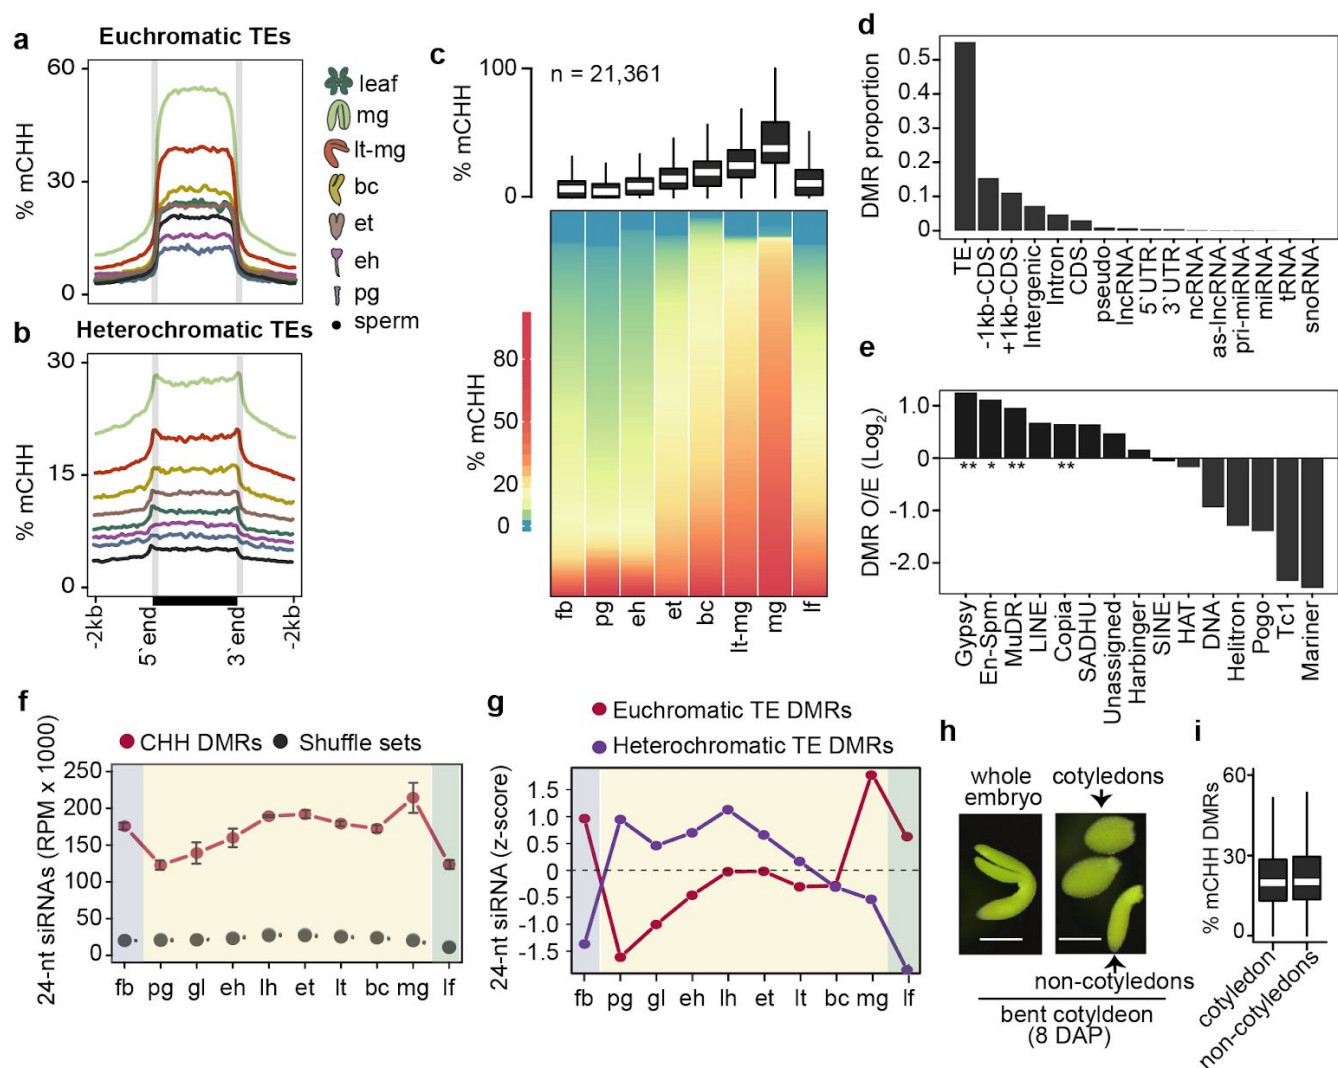 a
Euchromatic TEs
60
30
0
% mCHH
leaf
mg
lt-mg
bc
et
eh
pg
sperm
b
Heterochromatic TEs
30
15
0
% mCHH
-2kb
5`end
3`end
-2kb
c
n = 21,361
100
0
% mCHH
80
50
20
0
% mCHH
fb
pg
eh
et
bc
lt-mg
mg
lf
d
0.5
0.4
0.3
0.2
0.1
0
DMR proportion
TE
-1kb-CDS
+1kb-CDS
Intergenic
Intron
CDS
pseudo
lncRNA
5`UTR
3`UTR
ncRNA
as-lncRNA
pri-miRNA
miRNA
tRNA
snoRNA
e
1.0
0
-1.0
-2.0
DMR O/E (Log2)
**
*
**
**
Gypsy
En-Spm
MuDR
LINE
Copia
SADHU
Unassigned
Harbinger
SINE
HAT
DNA
Helitron
Pogo
Tc1
Mariner
f
CHH DMRs
Shuffle sets
250
200
150
100
50
0
24-nt siRNAs (RPM x 1000)
fb pg gl eh lh et lt bc mg lf
g
Euchromatic TE DMRs
Heterochromatic TE DMRs
1.5
1.0
0.5
0
-0.5
-1.0
-1.5
24-nt siRNA (z-score)
fb pg gl eh lh et lt bc mg lf
h
whole
embryo
cotyledons
non-cotyledons
bent cotyldeon
(8 DAP)
i
60
30
0
% mCHH DMRs
cotyledon
non-cotyledons